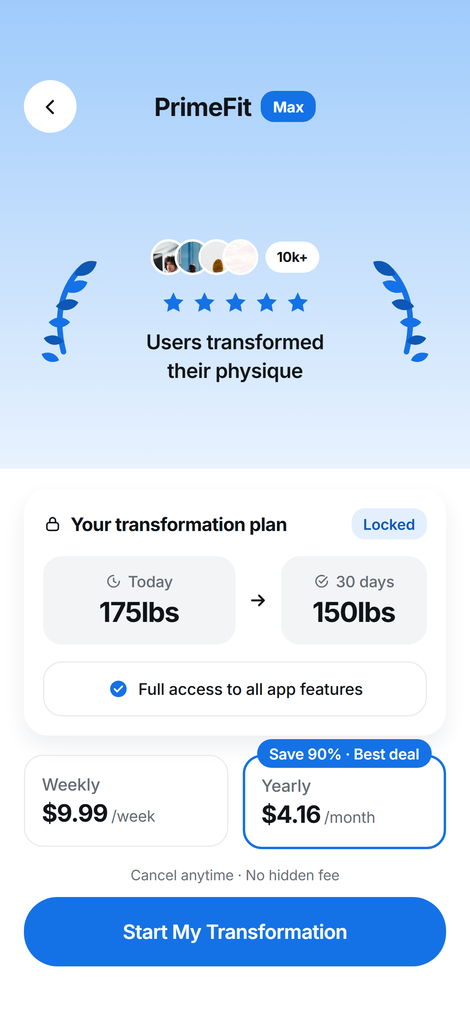 PrimeFit Max
10k+
Users transformed
their physique
Your transformation plan
Locked
Today
175lbs
30 days
150lbs
Full access to all app features
Save 90% · Best deal
Weekly
$9.99 /week
Yearly
$4.16 /month
Cancel anytime · No hidden fee
Start My Transformation